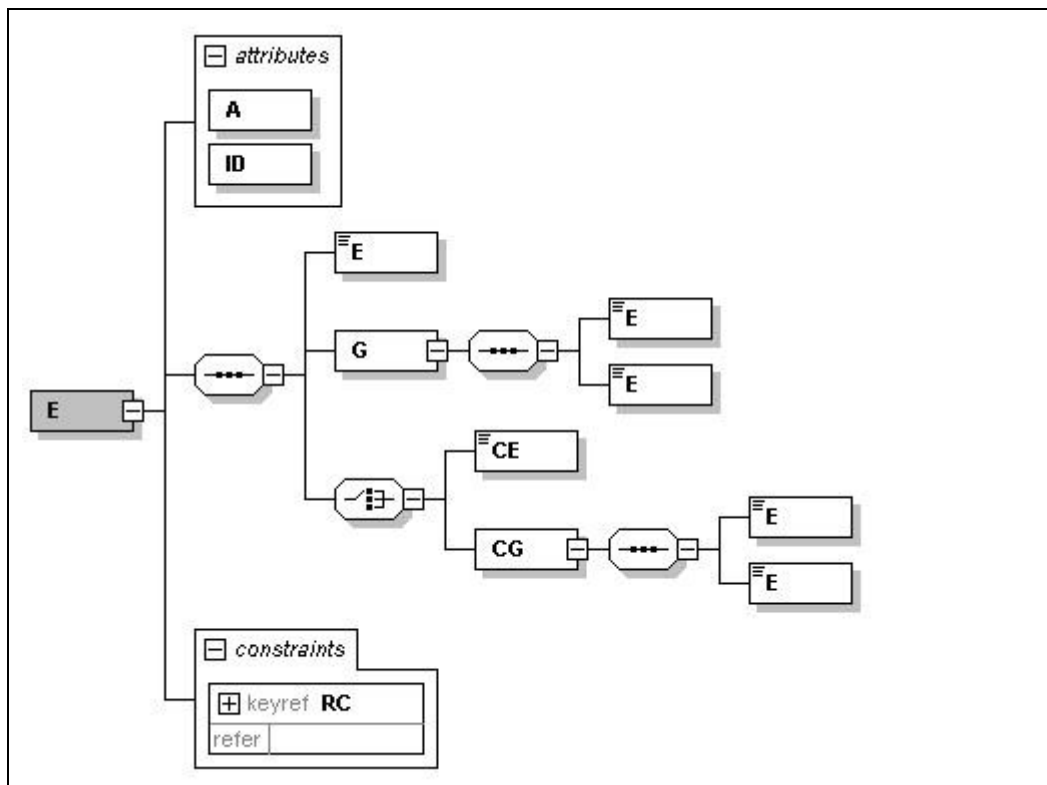 attributes
A
ID
E
G
E
E
E
CE
CG
E
E
constraints
keyref RC
refer